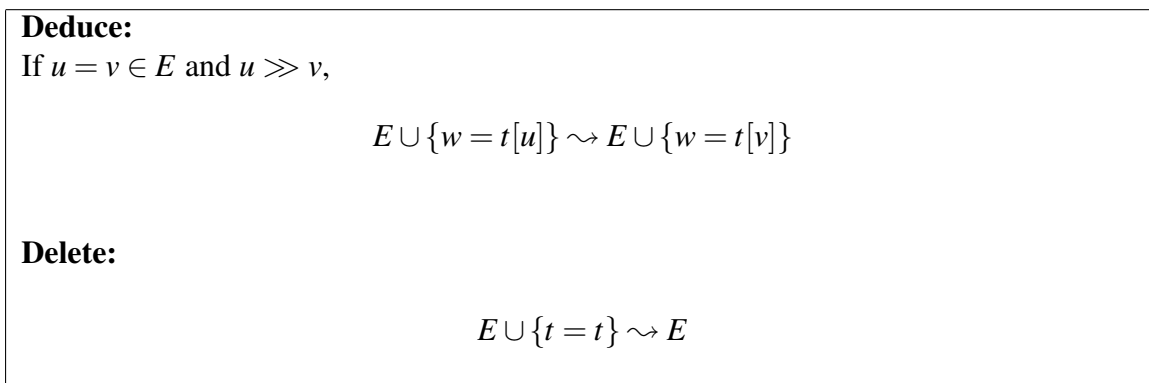 Deduce:
If u = v ∈ E and u ≫ v,
E ∪ {w = t[u]} ⇝ E ∪ {w = t[v]}
Delete:
E ∪ {t = t} ⇝ E